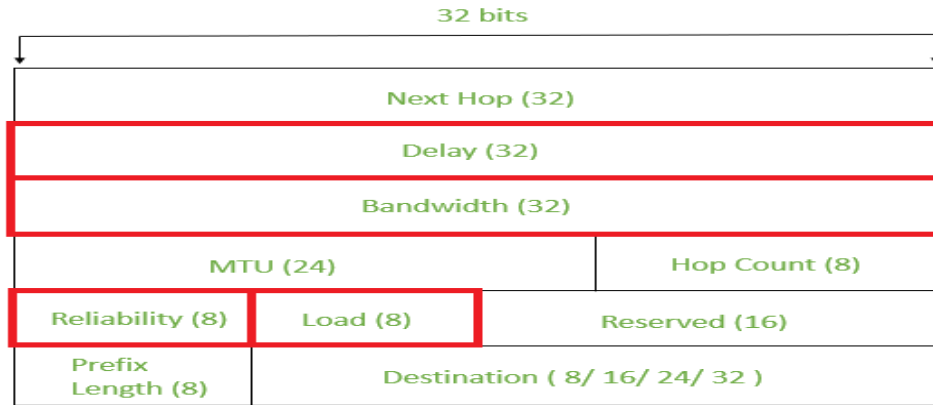 32 bits
Next Hop (32)
Delay (32)
Bandwidth (32)
MTU (24) Hop Count (8)
Reliability (8) Load (8) Reserved (16)
Prefix
Length (8)
Destination ( 8/ 16/ 24/ 32 )